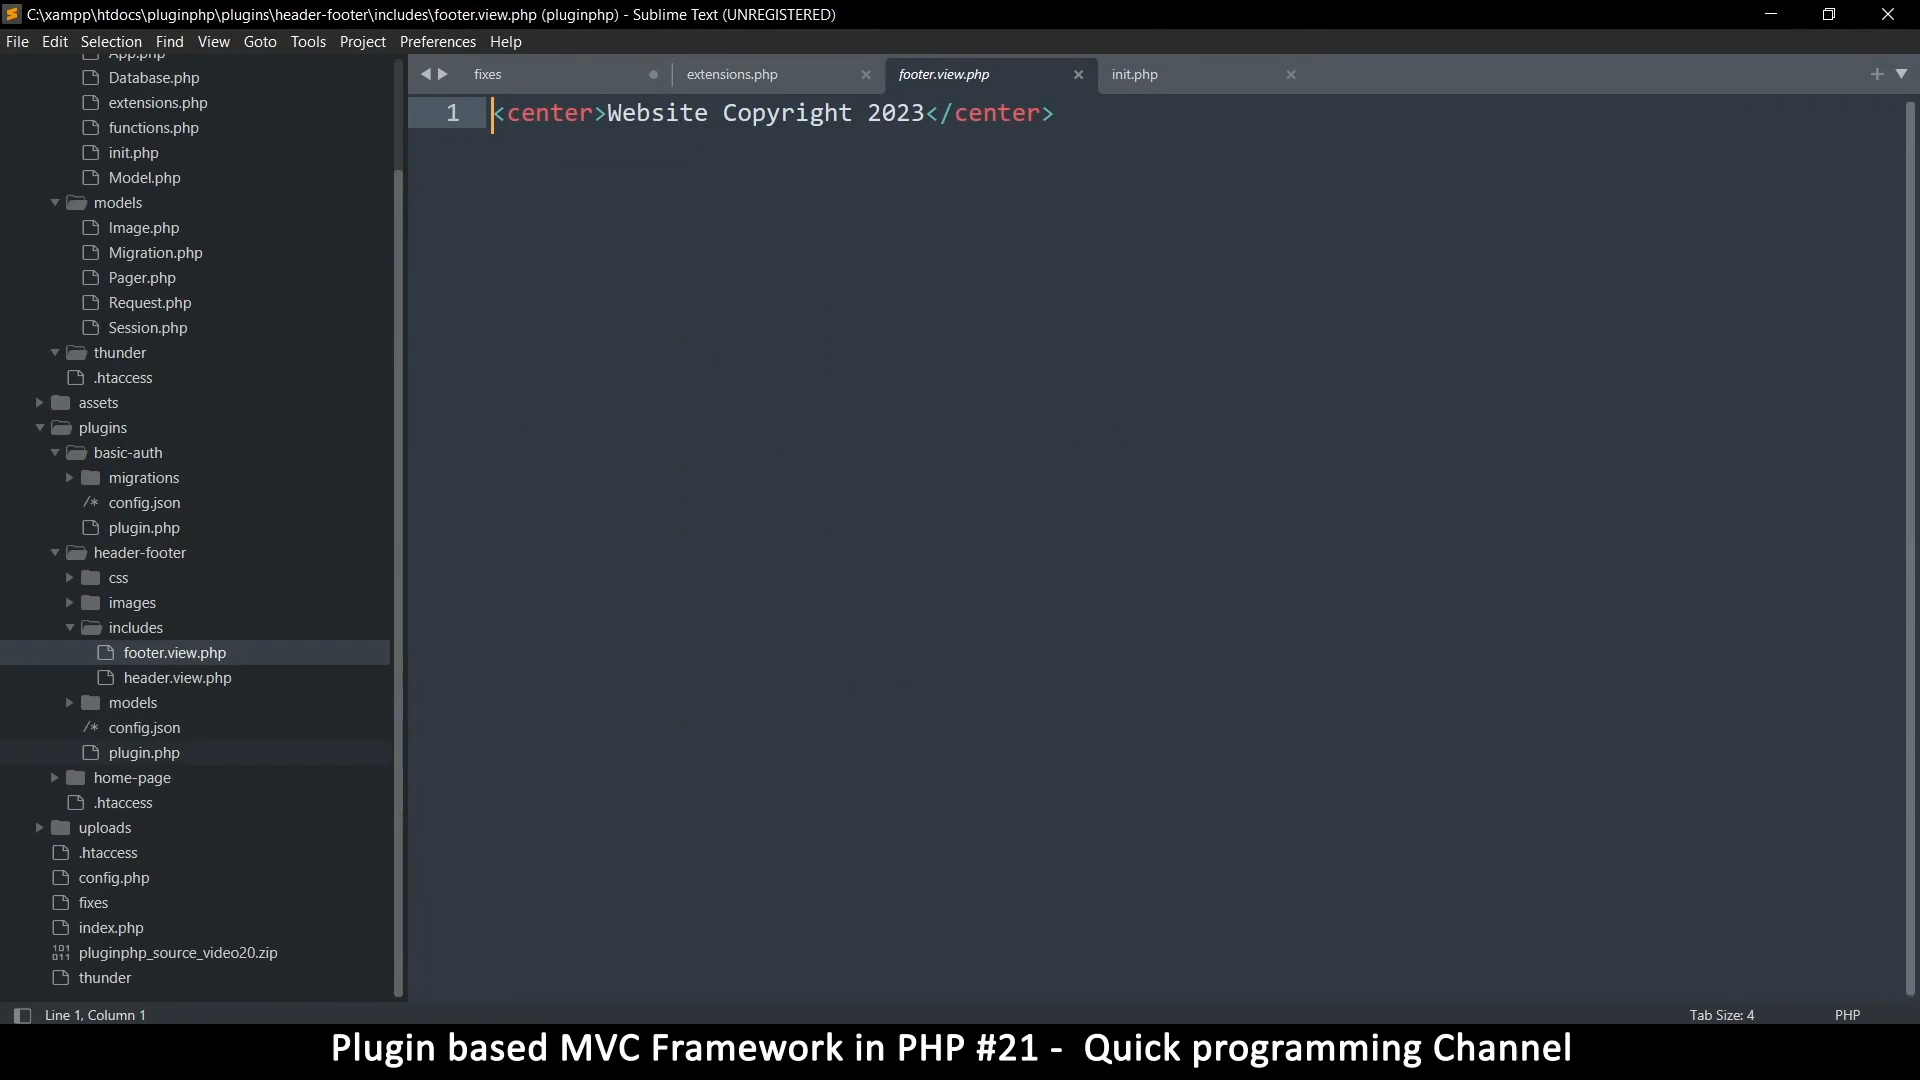 C:\xampp\htdocs\pluginphp\plugins\header-footer\includes\footer.view.php (pluginphp) - Sublime Text (UNREGISTERED)
File Edit Selection Find View Goto Tools Project Preferences Help
App.php
Database.php
extensions.php
functions.php
init.php
Model.php
models
Image.php
Migration.php
Pager.php
Request.php
Session.php
thunder
.htaccess
assets
plugins
basic-auth
migrations
/* config.json
plugin.php
header-footer
css
images
includes
footer.view.php
header.view.php
models
/* config.json
plugin.php
home-page
.htaccess
uploads
.htaccess
config.php
fixes
index.php
pluginphp_source_video20.zip
thunder
fixes extensions.php footer.view.php init.php
1 <center>Website Copyright 2023</center>
Line 1, Column 1 Tab Size: 4 PHP
Plugin based MVC Framework in PHP #21 - Quick programming Channel